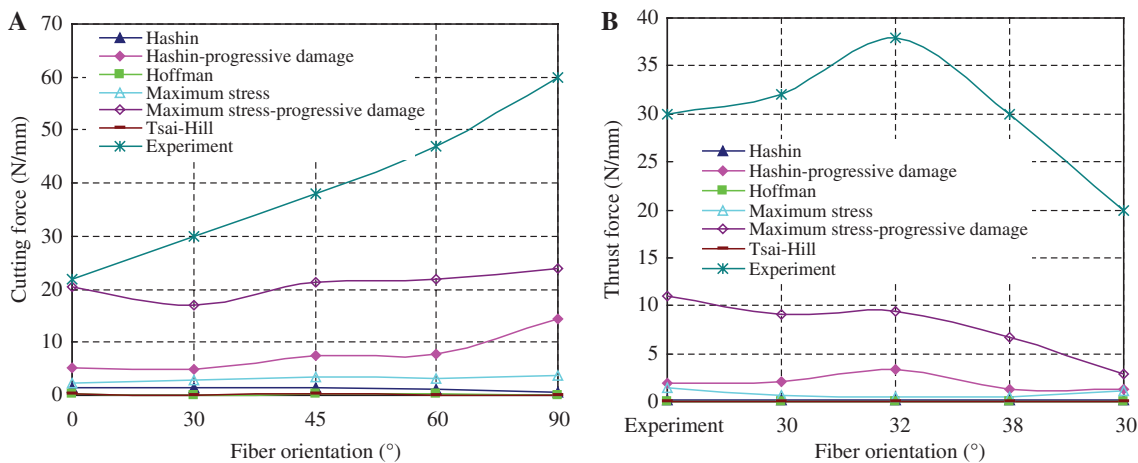 A
70
60
50
40
30
20
10
0
Cutting force (N/mm)
Hashin
Hashin-progressive damage
Hoffman
Maximum stress
Maximum stress-progressive damage
Tsai-Hill
Experiment
0 30 45 60 90
Fiber orientation (°)
B
40
35
30
25
20
15
10
5
0
Thrust force (N/mm)
Hashin
Hashin-progressive damage
Hoffman
Maximum stress
Maximum stress-progressive damage
Tsai-Hill
Experiment
Experiment 30 32 38 30
Fiber orientation (°)